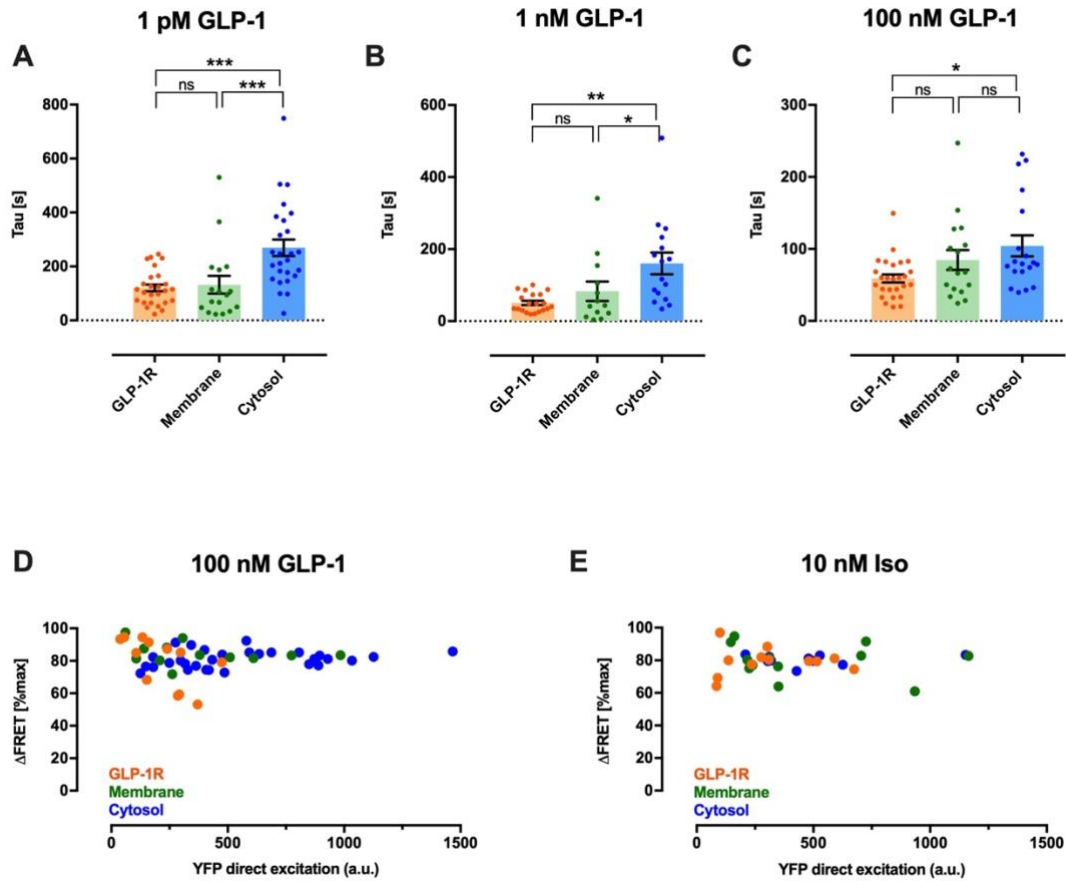 1 pM GLP-1
1 nM GLP-1
100 nM GLP-1
A
B
C
***
ns
***
Tau [s]
800
600
400
200
0
GLP-1R
Membrane
Cytosol
**
ns
*
Tau [s]
600
400
200
0
GLP-1R
Membrane
Cytosol
*
ns
ns
Tau [s]
300
200
100
0
GLP-1R
Membrane
Cytosol
D
100 nM GLP-1
ΔFRET [%max]
100
80
60
40
20
0
GLP-1R
Membrane
Cytosol
0
500
1000
1500
YFP direct excitation (a.u.)
E
10 nM Iso
ΔFRET [%max]
100
80
60
40
20
0
GLP-1R
Membrane
Cytosol
0
500
1000
1500
YFP direct excitation (a.u.)